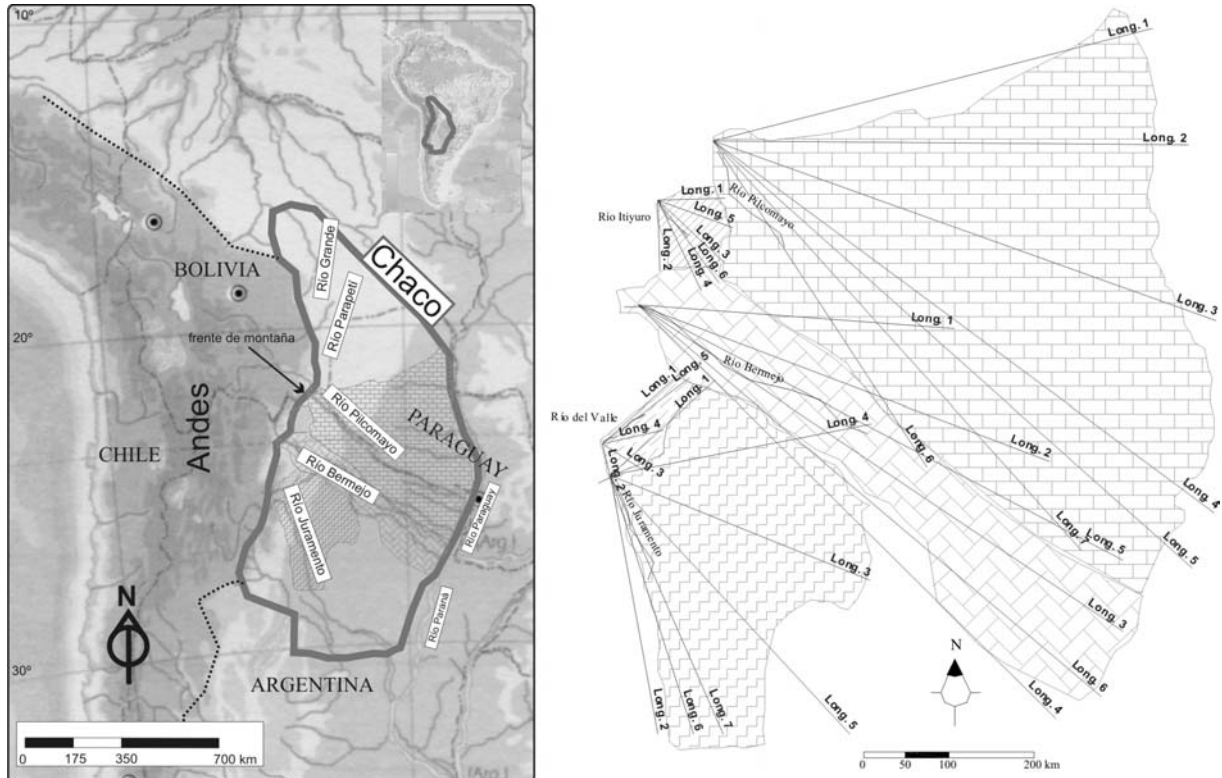 10º
Chaco
Río Grande
BOLIVIA
Río Parapetí
20º
frente de montaña
Río Pilcomayo
PARAGUAY
CHILE
Andes
Río Bermejo
Río Juramento
Río Paraguay
(Arg.)
N
Río Paraná
30º
ARGENTINA
0 175 350 700 km
(Arg.)
Long. 1
Long. 2
Río Pilcomayo
Long. 1
Río Itiyuro
Long. 5
Long. 3
Long. 2
Long. 6
Long. 4
Long. 3
Long. 1
Río Bermejo
Long. 5
Long. 1
Long. 1
Río del Valle
Long. 4
Long. 4
Long. 3
Long. 2
Long. 6
Long. 2
Río Juramento
Long. 4
Long. 7
Long. 5
Long. 5
Long. 3
Long. 3
Long. 6
Long. 4
N
Long. 2
Long. 6
Long. 7
Long. 5
0 50 100 200 km